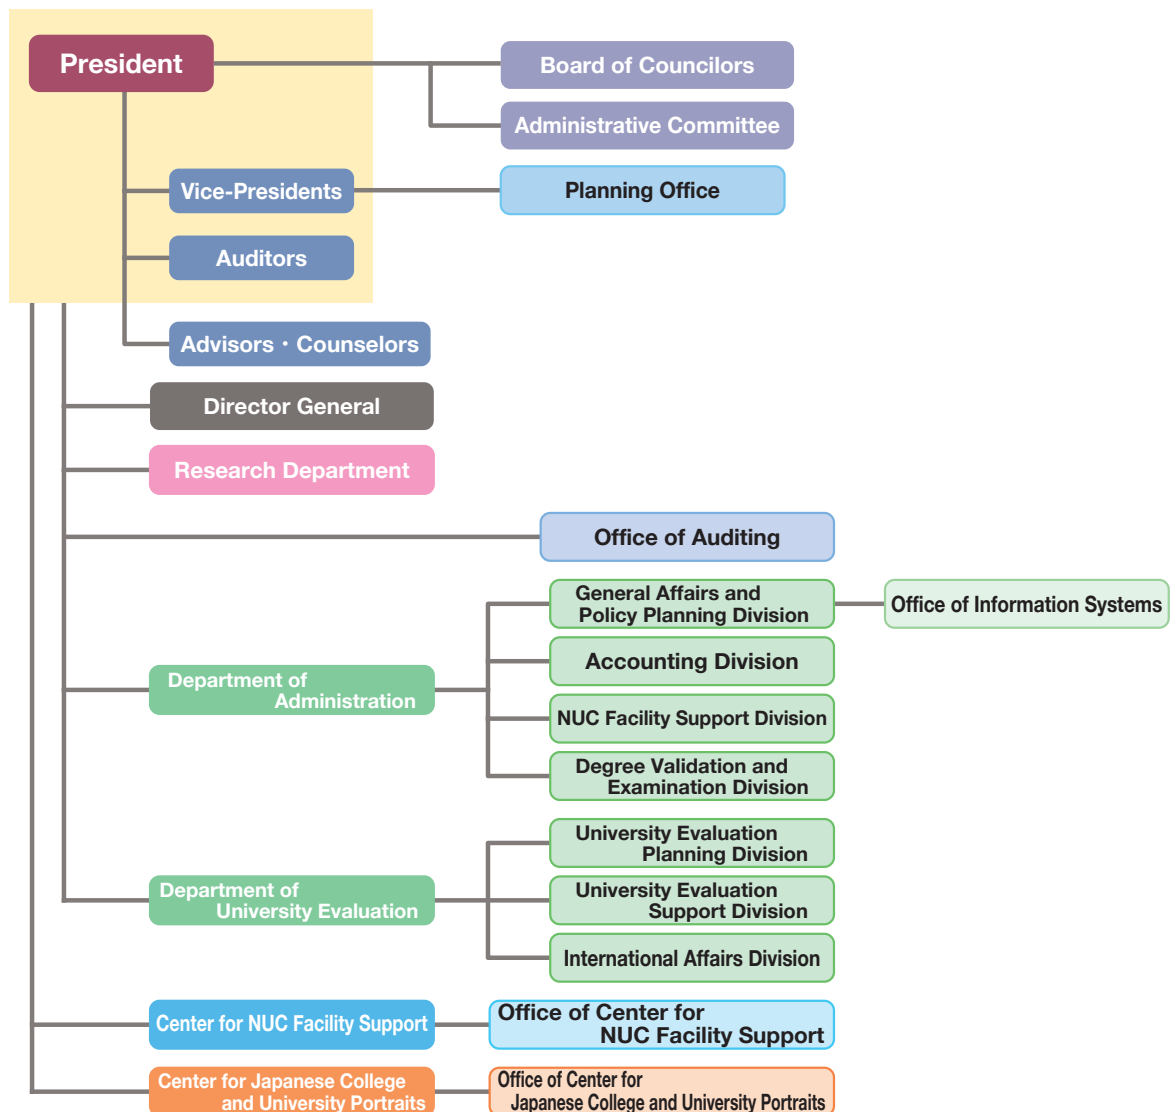 President
Board of Councilors
Administrative Committee
Vice-Presidents
Planning Office
Auditors
Advisors・Counselors
Director General
Research Department
Office of Auditing
General Affairs and
Policy Planning Division
Office of Information Systems
Accounting Division
Department of
Administration
NUC Facility Support Division
Degree Validation and
Examination Division
University Evaluation
Planning Division
Department of
University Evaluation
University Evaluation
Support Division
International Affairs Division
Center for NUC Facility Support
Office of Center for
NUC Facility Support
Center for Japanese College
and University Portraits
Office of Center for
Japanese College and University Portraits